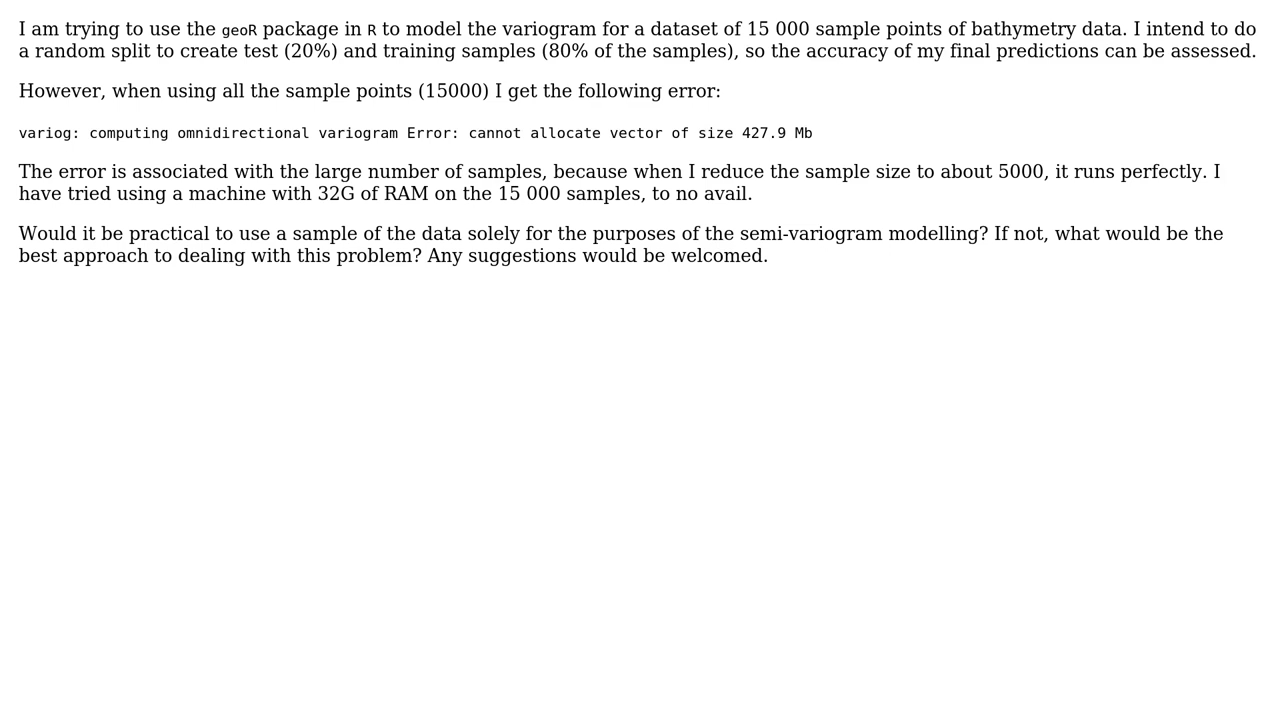 I am trying to use the geoR package in R to model the variogram for a dataset of 15 000 sample points of bathymetry data. I intend to do
a random split to create test (20%) and training samples (80% of the samples), so the accuracy of my final predictions can be assessed.
However, when using all the sample points (15000) I get the following error:
variog: computing omnidirectional variogram Error: cannot allocate vector of size 427.9 Mb
The error is associated with the large number of samples, because when I reduce the sample size to about 5000, it runs perfectly. I
have tried using a machine with 32G of RAM on the 15 000 samples, to no avail.
Would it be practical to use a sample of the data solely for the purposes of the semi-variogram modelling? If not, what would be the
best approach to dealing with this problem? Any suggestions would be welcomed.